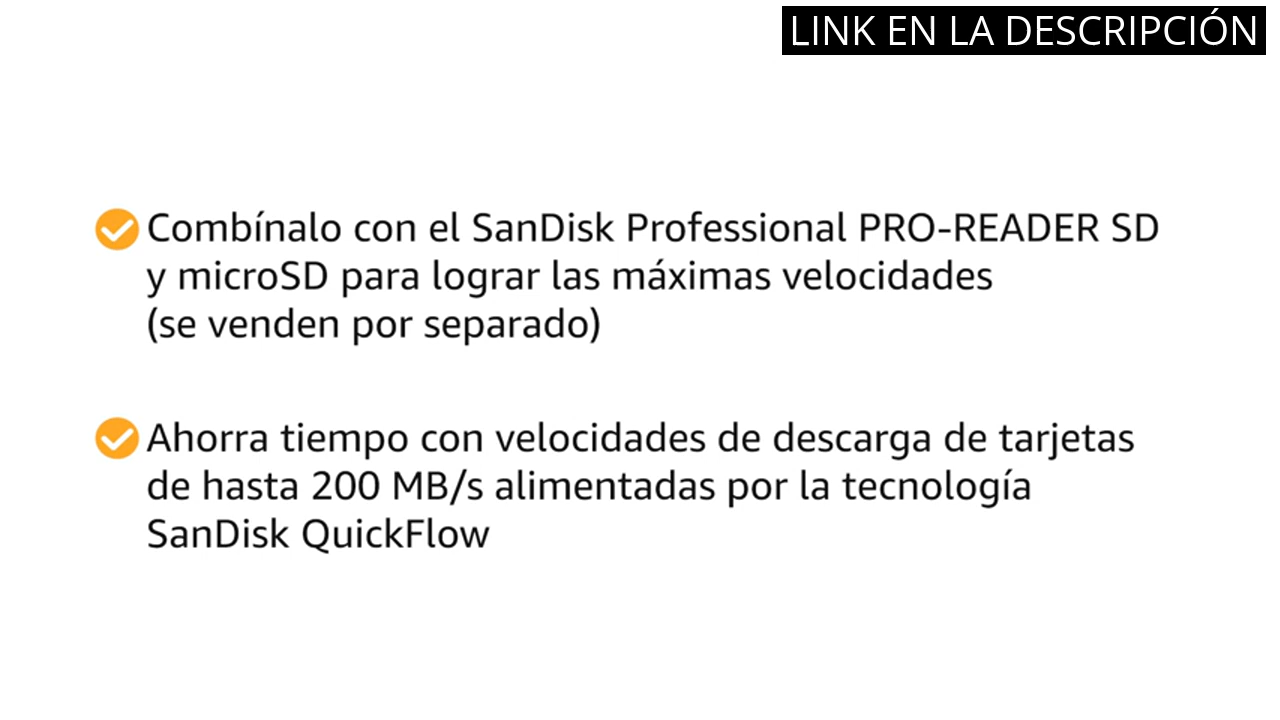 LINK EN LA DESCRIPCIÓN
Combínalo con el SanDisk Professional PRO-READER SD
y microSD para lograr las máximas velocidades
(se venden por separado)
Ahorra tiempo con velocidades de descarga de tarjetas
de hasta 200 MB/s alimentadas por la tecnología
SanDisk QuickFlow